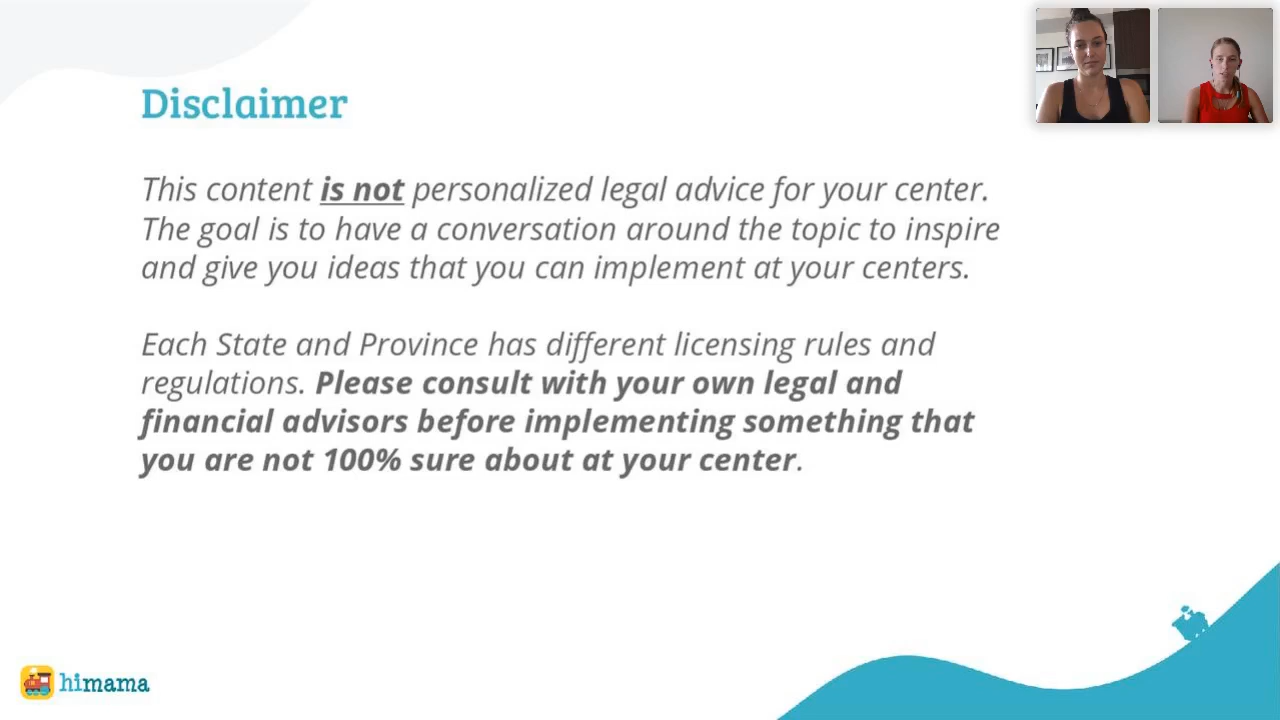 Disclaimer
This content is not personalized legal advice for your center.
The goal is to have a conversation around the topic to inspire
and give you ideas that you can implement at your centers.
Each State and Province has different licensing rules and
regulations. Please consult with your own legal and
financial advisors before implementing something that
you are not 100% sure about at your center.
himama